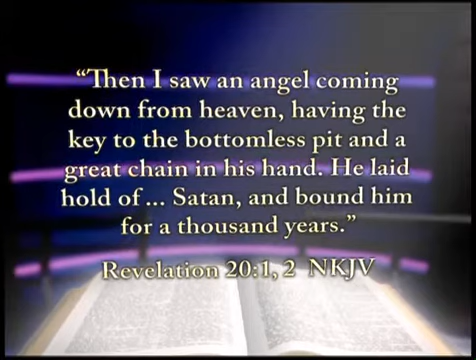 “Then I saw an angel coming
down from heaven, having the
key to the bottomless pit and a
great chain in his hand. He laid
hold of... Satan, and bound him
for a thousand years.”
Revelation 20:1, 2 NKJV